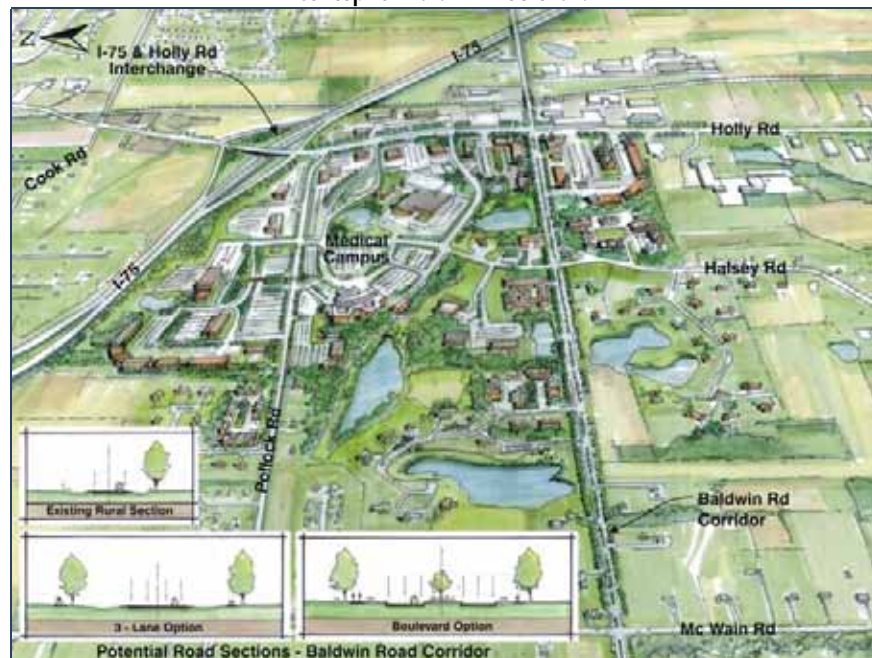 Z
I-75 & Holly Rd
Interchange
I-75
Holly Rd
Cook Rd
Medical
Campus
I-75
Halsey Rd
Pollock Rd
Existing Rural Section
Baldwin Rd
Corridor
3 - Lane Option
Boulevard Option
Mc Wain Rd
Potential Road Sections - Baldwin Road Corridor